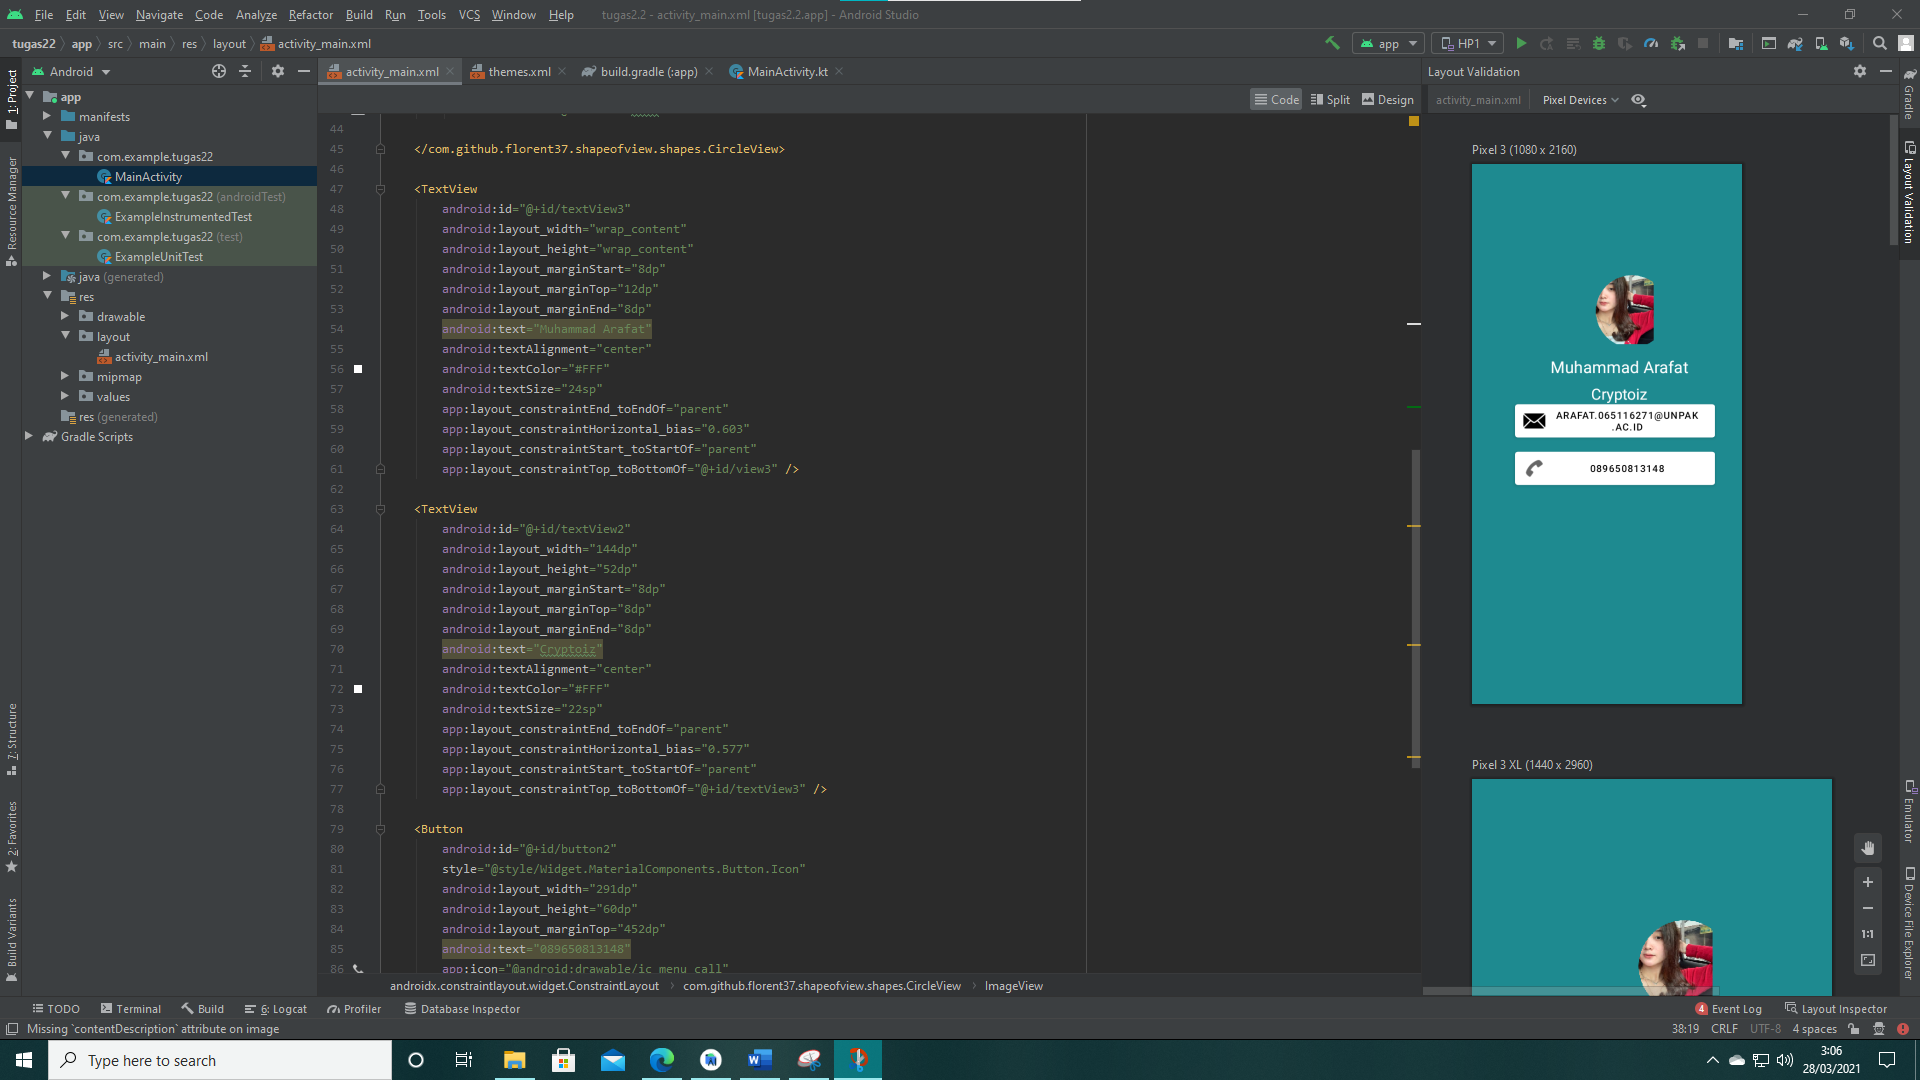 File Edit View Navigate Code Analyze Refactor Build Run Tools VCS Window Help tugas2.2 - activity_main.xml [tugas2.2.app] - Android Studio
tugas22 app src main res layout activity_main.xml
app HP1
Android
activity_main.xml themes.xml build.gradle (:app) MainActivity.kt
Layout Validation
Code Split Design
activity_main.xml Pixel Devices
1: Project
Resource Manager
7: Structure
2: Favorites
Build Variants
app
manifests
java
com.example.tugas22
MainActivity
com.example.tugas22 (androidTest)
ExampleInstrumentedTest
com.example.tugas22 (test)
ExampleUnitTest
java (generated)
res
drawable
layout
activity_main.xml
mipmap
values
res (generated)
Gradle Scripts
44
45 </com.github.florent37.shapeofview.shapes.CircleView>
46
47 <TextView
48 android:id="@+id/textView3"
49 android:layout_width="wrap_content"
50 android:layout_height="wrap_content"
51 android:layout_marginStart="8dp"
52 android:layout_marginTop="12dp"
53 android:layout_marginEnd="8dp"
54 android:text="Muhammad Arafat"
55 android:textAlignment="center"
56 android:textColor="#FFF"
57 android:textSize="24sp"
58 app:layout_constraintEnd_toEndOf="parent"
59 app:layout_constraintHorizontal_bias="0.603"
60 app:layout_constraintStart_toStartOf="parent"
61 app:layout_constraintTop_toBottomOf="@+id/view3" />
62
63 <TextView
64 android:id="@+id/textView2"
65 android:layout_width="144dp"
66 android:layout_height="52dp"
67 android:layout_marginStart="8dp"
68 android:layout_marginTop="8dp"
69 android:layout_marginEnd="8dp"
70 android:text="Cryptoiz"
71 android:textAlignment="center"
72 android:textColor="#FFF"
73 android:textSize="22sp"
74 app:layout_constraintEnd_toEndOf="parent"
75 app:layout_constraintHorizontal_bias="0.577"
76 app:layout_constraintStart_toStartOf="parent"
77 app:layout_constraintTop_toBottomOf="@+id/textView3" />
78
79 <Button
80 android:id="@+id/button2"
81 style="@style/Widget.MaterialComponents.Button.Icon"
82 android:layout_width="291dp"
83 android:layout_height="60dp"
84 android:layout_marginTop="452dp"
85 android:text="089650813148"
86 app:icon="@android:drawable/ic_menu_call"
androidx.constraintlayout.widget.ConstraintLayout com.github.florent37.shapeofview.shapes.CircleView ImageView
Pixel 3 (1080 x 2160)
Muhammad Arafat
Cryptoiz
ARAFAT.065116271@UNPAK
.AC.ID
089650813148
Pixel 3 XL (1440 x 2960)
1:1
Gradle
Layout Validation
Emulator
Device File Explorer
TODO Terminal Build 6: Logcat Profiler Database Inspector 4 Event Log Layout Inspector
Missing `contentDescription` attribute on image 38:19 CRLF UTF-8 4 spaces
Type here to search
3:06
28/03/2021